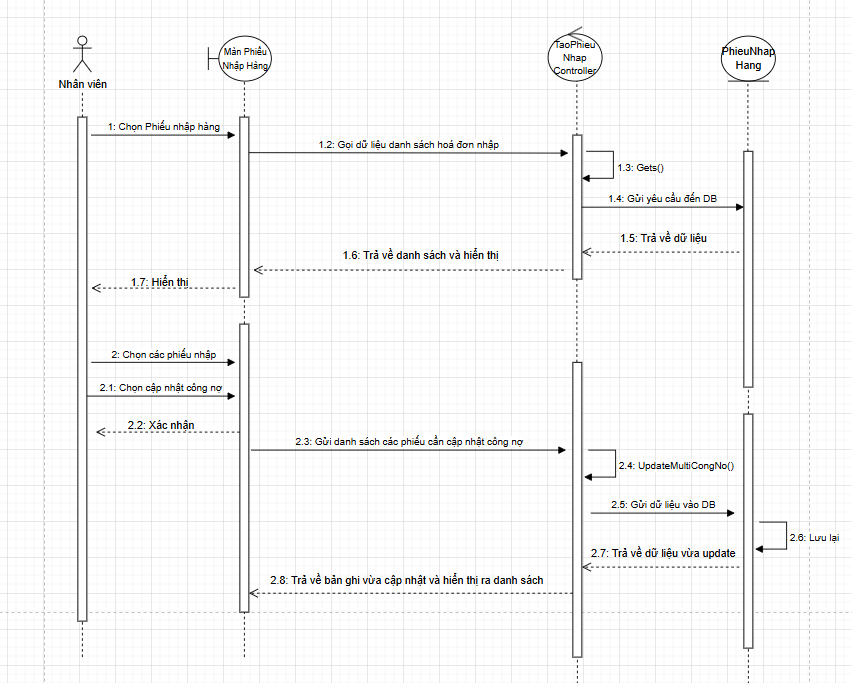 Màn Phiếu
Nhập Hàng
TaoPhieu
Nhap
Controller
PhieuNhap
Hang
Nhân viên
1: Chọn Phiếu nhập hàng
1.2: Gọi dữ liệu danh sách hoá đơn nhập
1.3: Gets()
1.4: Gửi yêu cầu đến DB
1.5: Trả về dữ liệu
1.6: Trả về danh sách và hiển thị
1.7: Hiển thị
2: Chọn các phiếu nhập
2.1: Chọn cập nhật công nợ
2.2: Xác nhận
2.3: Gửi danh sách các phiếu cần cập nhật công nợ
2.4: UpdateMultiCongNo()
2.5: Gửi dữ liệu vào DB
2.6: Lưu lại
2.7: Trả về dữ liệu vừa update
2.8: Trả về bản ghi vừa cập nhật và hiển thị ra danh sách